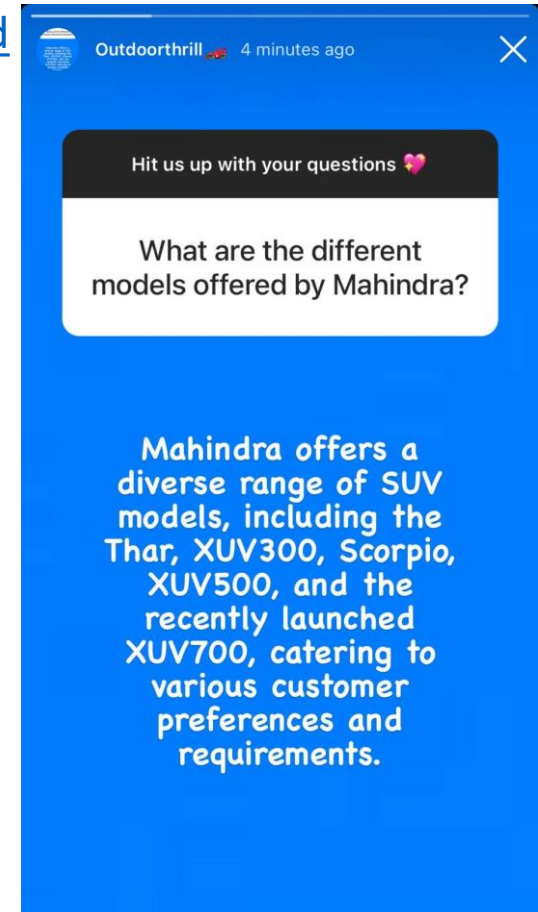 d
Outdoorthrill 4 minutes ago
Hit us up with your questions 💖
What are the different
models offered by Mahindra?
Mahindra offers a
diverse range of SUV
models, including the
Thar, XUV300, Scorpio,
XUV500, and the
recently launched
XUV700, catering to
various customer
preferences and
requirements.